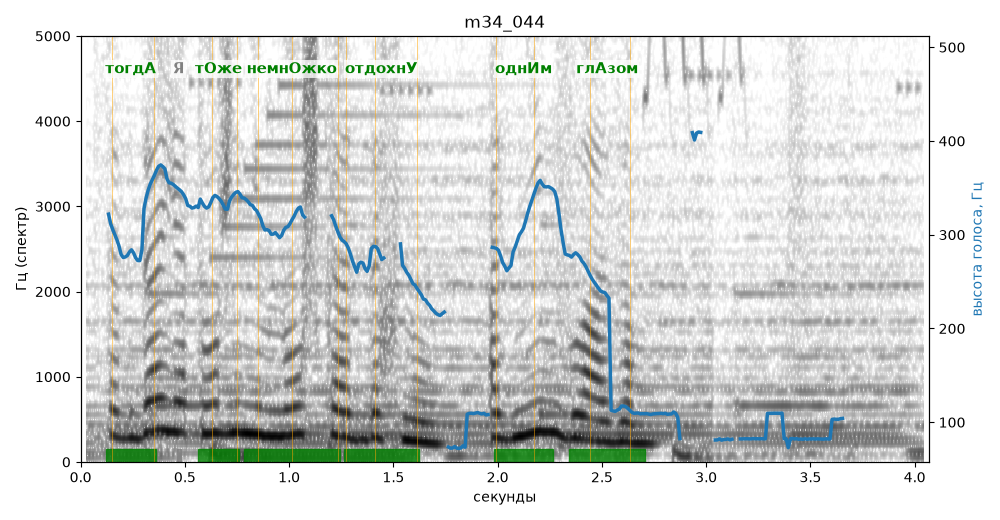 m34_044
тогдА Я тОже немнОжко отдохнУ однИм глАзом
5000
4000
3000
2000
1000
0
Гц (спектр)
500
400
300
200
100
высота голоса, Гц
0.0 0.5 1.0 1.5 2.0 2.5 3.0 3.5 4.0
секунды